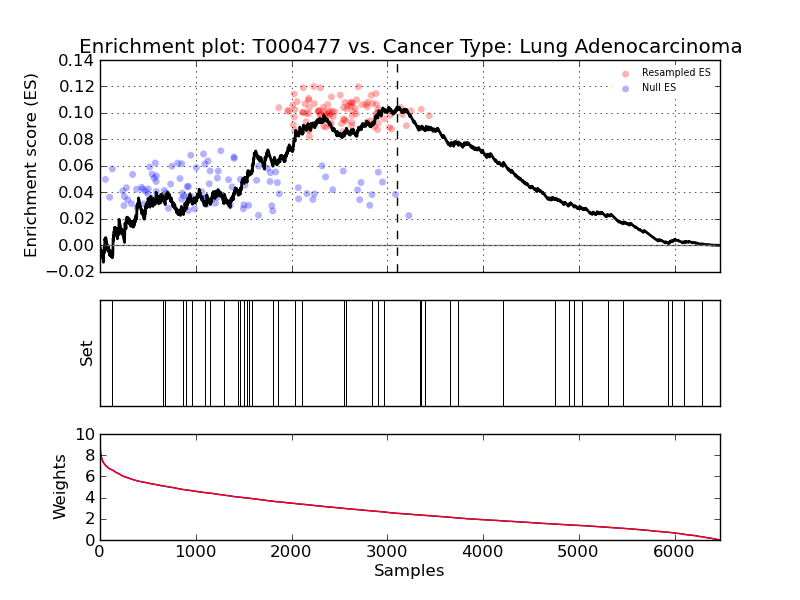 Enrichment plot: T000477 vs. Cancer Type: Lung Adenocarcinoma
0.14
0.12
0.10
0.08
0.06
0.04
0.02
0.00
−0.02
Enrichment score (ES)
Resampled ES
Null ES
Set
10
8
6
4
2
0
Weights
0 1000 2000 3000 4000 5000 6000
Samples